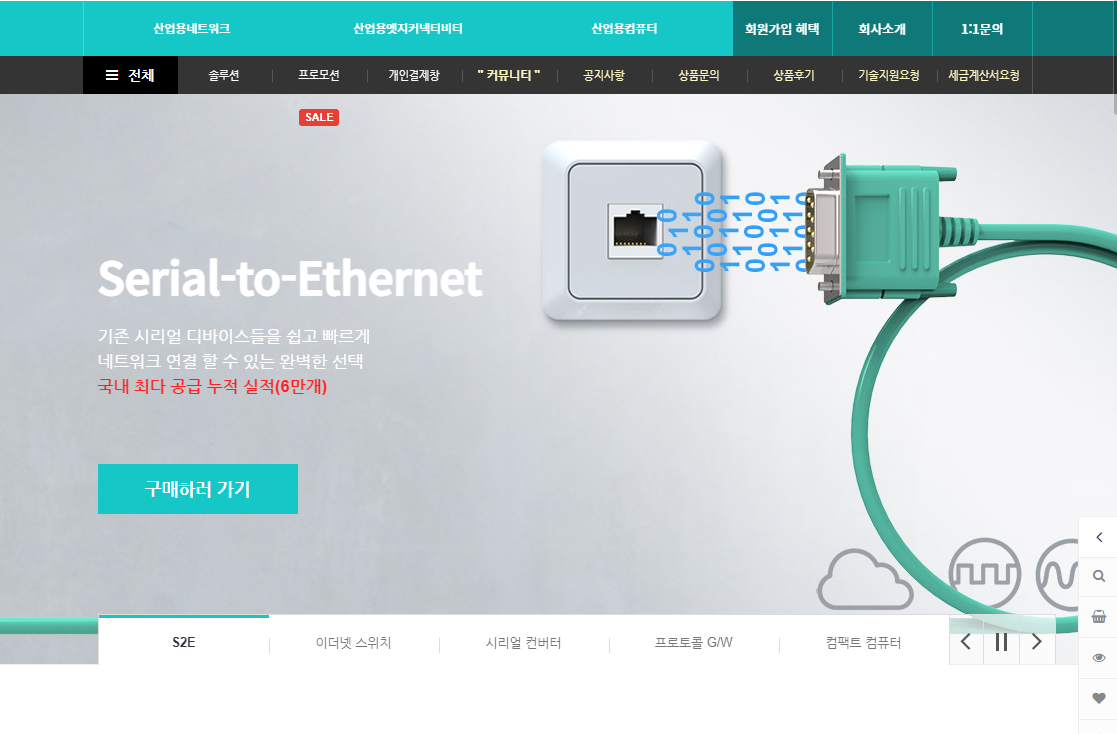 산업용네트워크 산업용엣지커넥티비티 산업용컴퓨터 회원가입 혜택 회사소개 1:1문의
전체 솔루션 프로모션 개인결제창 " 커뮤니티 " 공지사항 상품문의 상품후기 기술지원요청 세금계산서요청
SALE
Serial-to-Ethernet
기존 시리얼 디바이스들을 쉽고 빠르게
네트워크 연결 할 수 있는 완벽한 선택
국내 최다 공급 누적 실적(6만개)
구매하러 가기
S2E 이더넷 스위치 시리얼 컨버터 프로토콜 G/W 컴팩트 컴퓨터